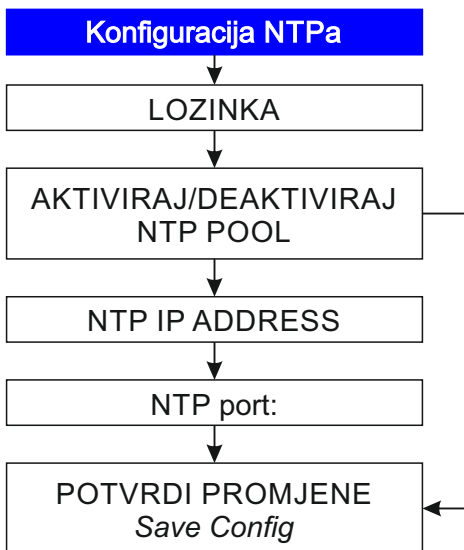 Konfiguracija NTPa
LOZINKA
AKTIVIRAJ/DEAKTIVIRAJ
NTP POOL
NTP IP ADDRESS
NTP port:
POTVRDI PROMJENE
Save Config